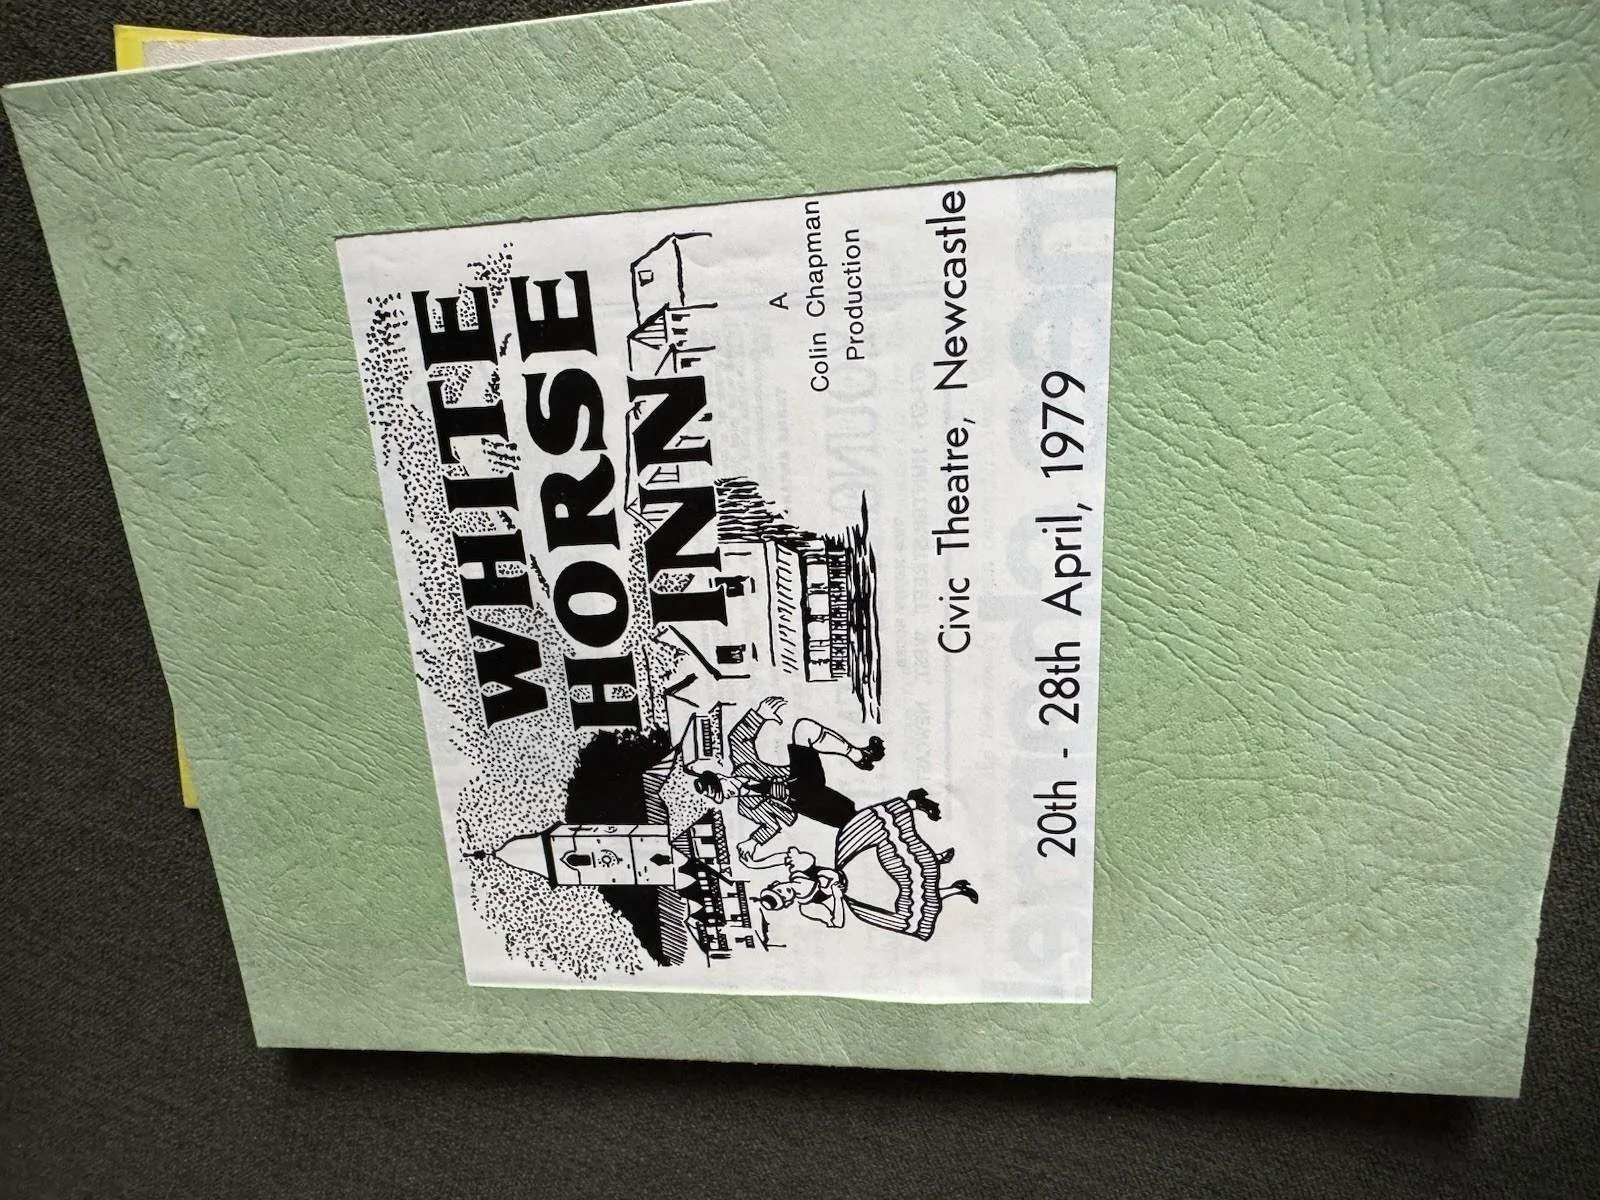 WHITE
HORSE
INN
A
Colin Chapman
Production
Civic Theatre, Newcastle
20th - 28th April, 1979